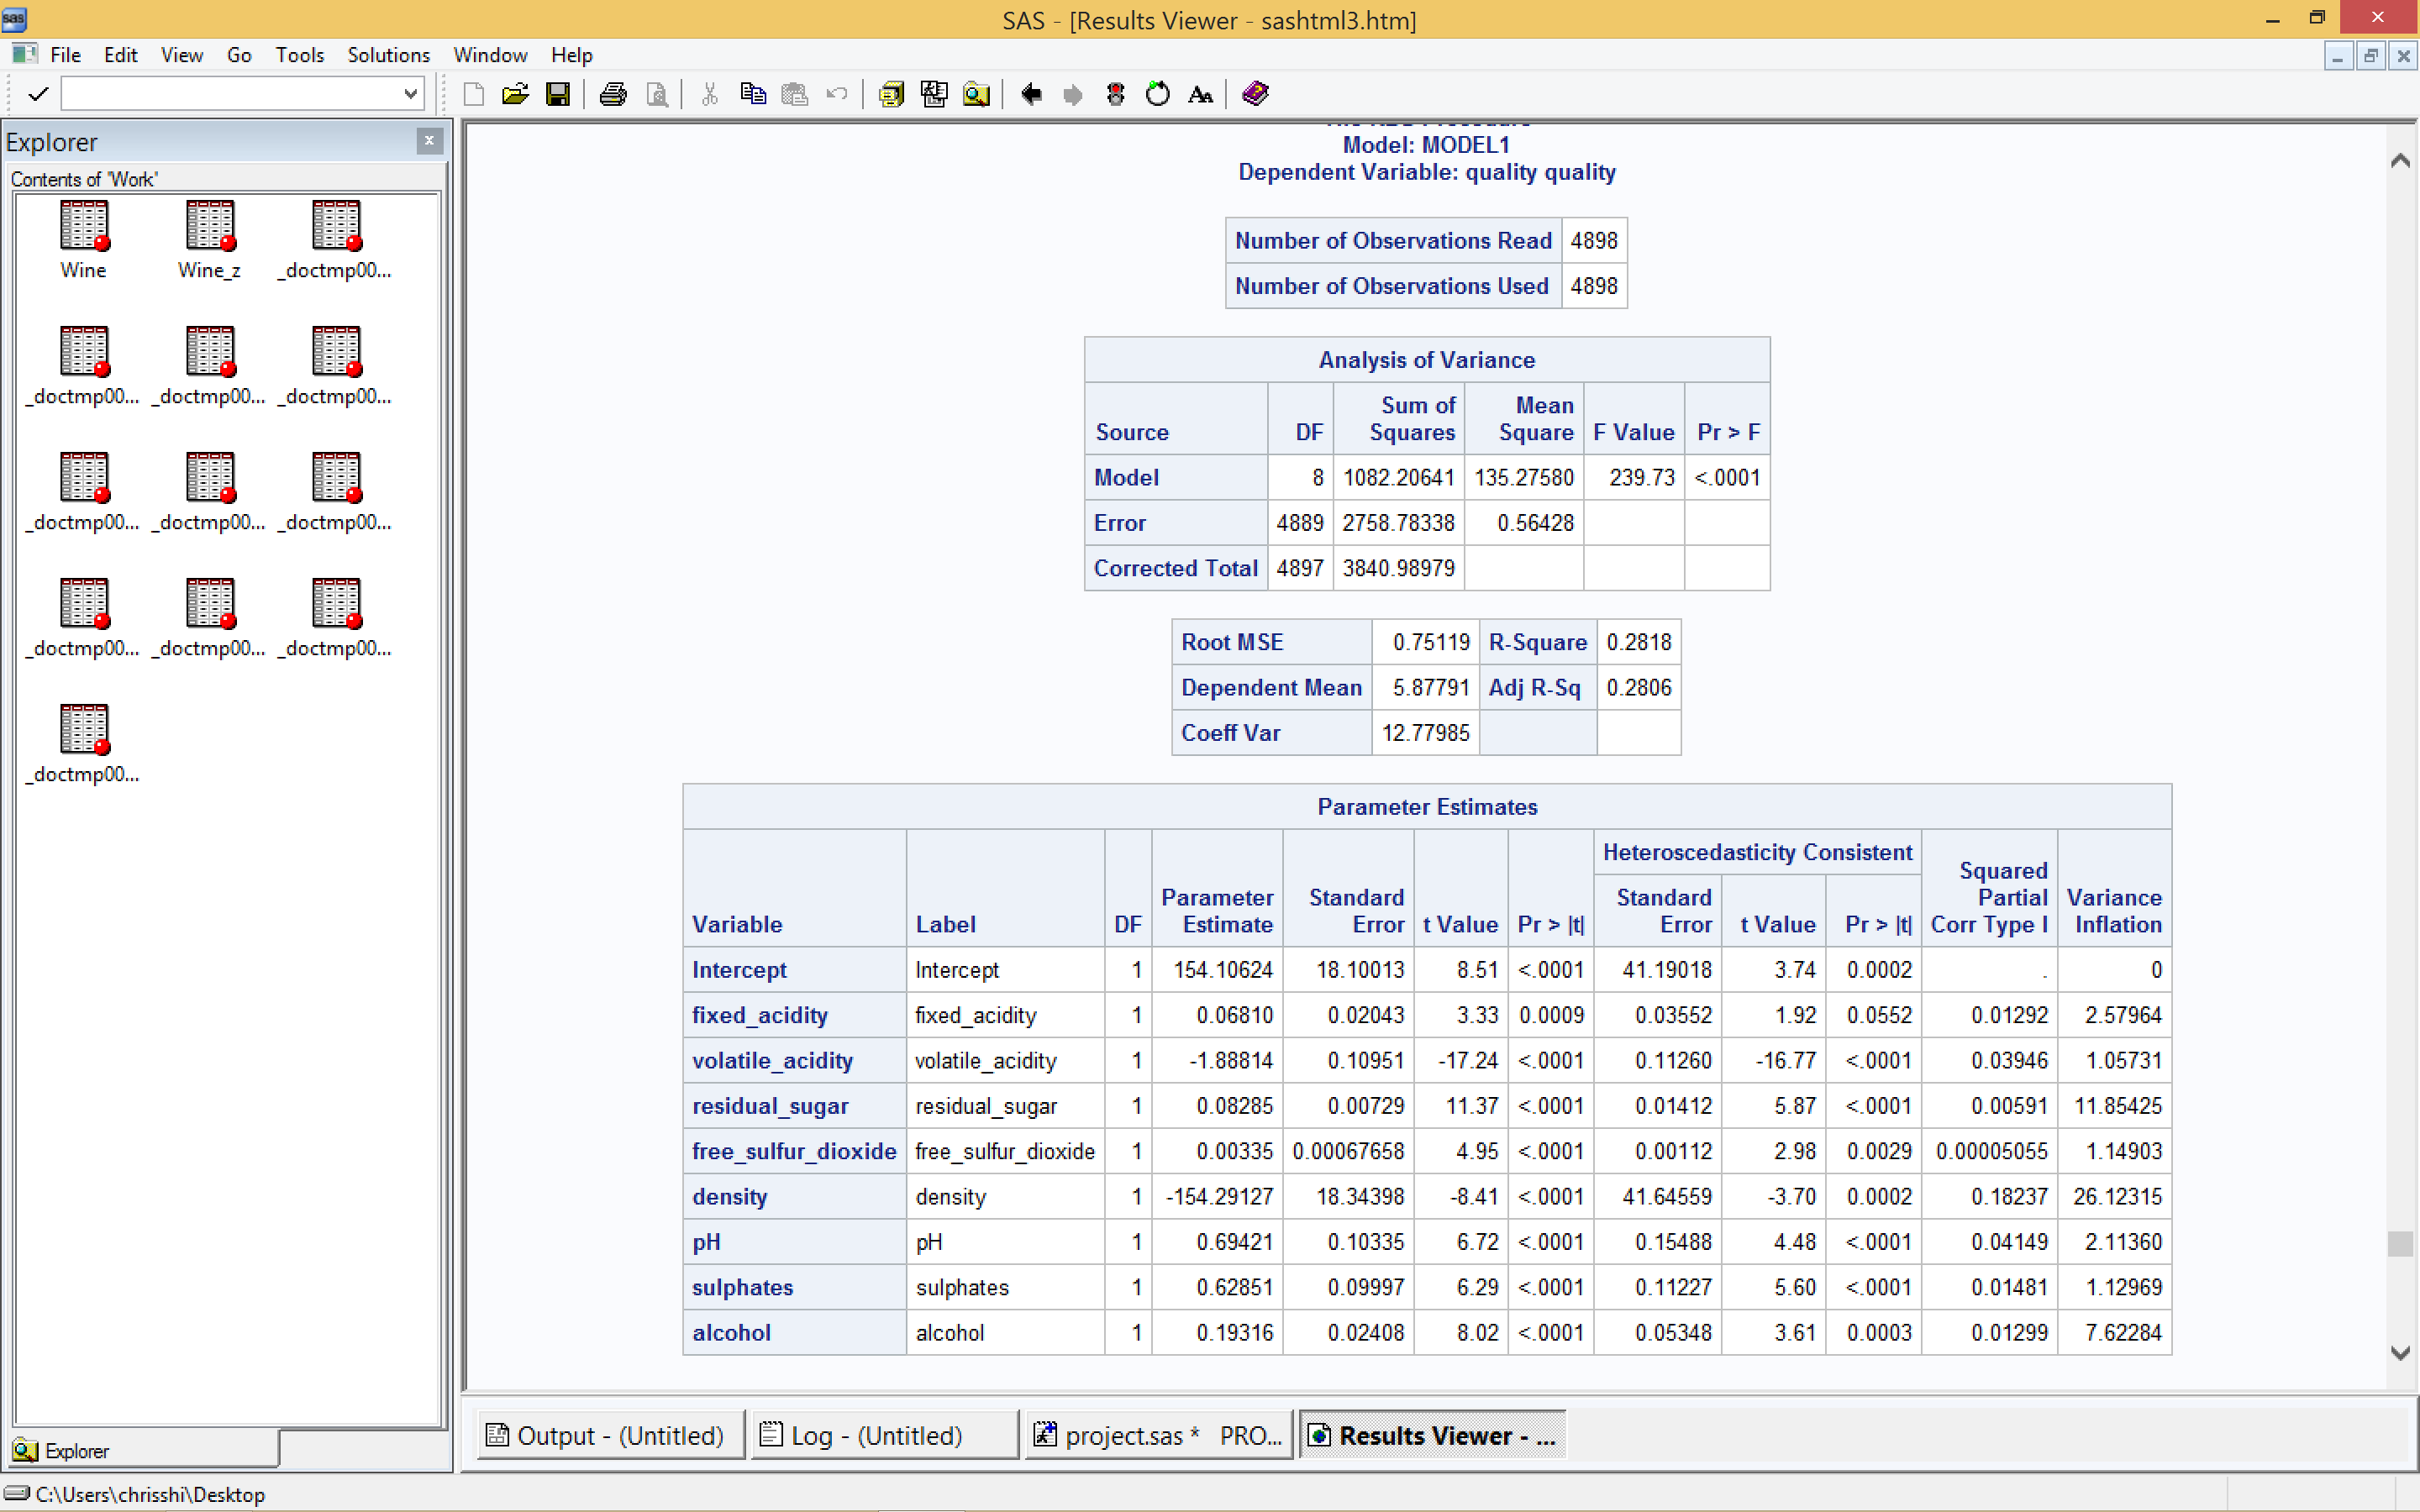 SAS - [Results Viewer - sashtml3.htm]
File Edit View Go Tools Solutions Window Help
Explorer
Contents of 'Work'
Wine Wine_z _doctmp00...
_doctmp00... _doctmp00... _doctmp00...
_doctmp00... _doctmp00... _doctmp00...
_doctmp00... _doctmp00... _doctmp00...
_doctmp00...
Explorer
Model: MODEL1
Dependent Variable: quality quality
Number of Observations Read 4898
Number of Observations Used 4898
Analysis of Variance
Source DF Sum of Squares Mean Square F Value Pr > F
Model 8 1082.20641 135.27580 239.73 <.0001
Error 4889 2758.78338 0.56428
Corrected Total 4897 3840.98979
Root MSE 0.75119 R-Square 0.2818
Dependent Mean 5.87791 Adj R-Sq 0.2806
Coeff Var 12.77985
Parameter Estimates
Variable Label DF Parameter Estimate Standard Error t Value Pr > |t| Heteroscedasticity Consistent Standard Error t Value Pr > |t| Squared Partial Corr Type I Variance Inflation
Intercept Intercept 1 154.10624 18.10013 8.51 <.0001 41.19018 3.74 0.0002 . 0
fixed_acidity fixed_acidity 1 0.06810 0.02043 3.33 0.0009 0.03552 1.92 0.0552 0.01292 2.57964
volatile_acidity volatile_acidity 1 -1.88814 0.10951 -17.24 <.0001 0.11260 -16.77 <.0001 0.03946 1.05731
residual_sugar residual_sugar 1 0.08285 0.00729 11.37 <.0001 0.01412 5.87 <.0001 0.00591 11.85425
free_sulfur_dioxide free_sulfur_dioxide 1 0.00335 0.00067658 4.95 <.0001 0.00112 2.98 0.0029 0.00005055 1.14903
density density 1 -154.29127 18.34398 -8.41 <.0001 41.64559 -3.70 0.0002 0.18237 26.12315
pH pH 1 0.69421 0.10335 6.72 <.0001 0.15488 4.48 <.0001 0.04149 2.11360
sulphates sulphates 1 0.62851 0.09997 6.29 <.0001 0.11227 5.60 <.0001 0.01481 1.12969
alcohol alcohol 1 0.19316 0.02408 8.02 <.0001 0.05348 3.61 0.0003 0.01299 7.62284
Output - (Untitled) Log - (Untitled) project.sas * PRO... Results Viewer - ...
C:\Users\chrisshi\Desktop